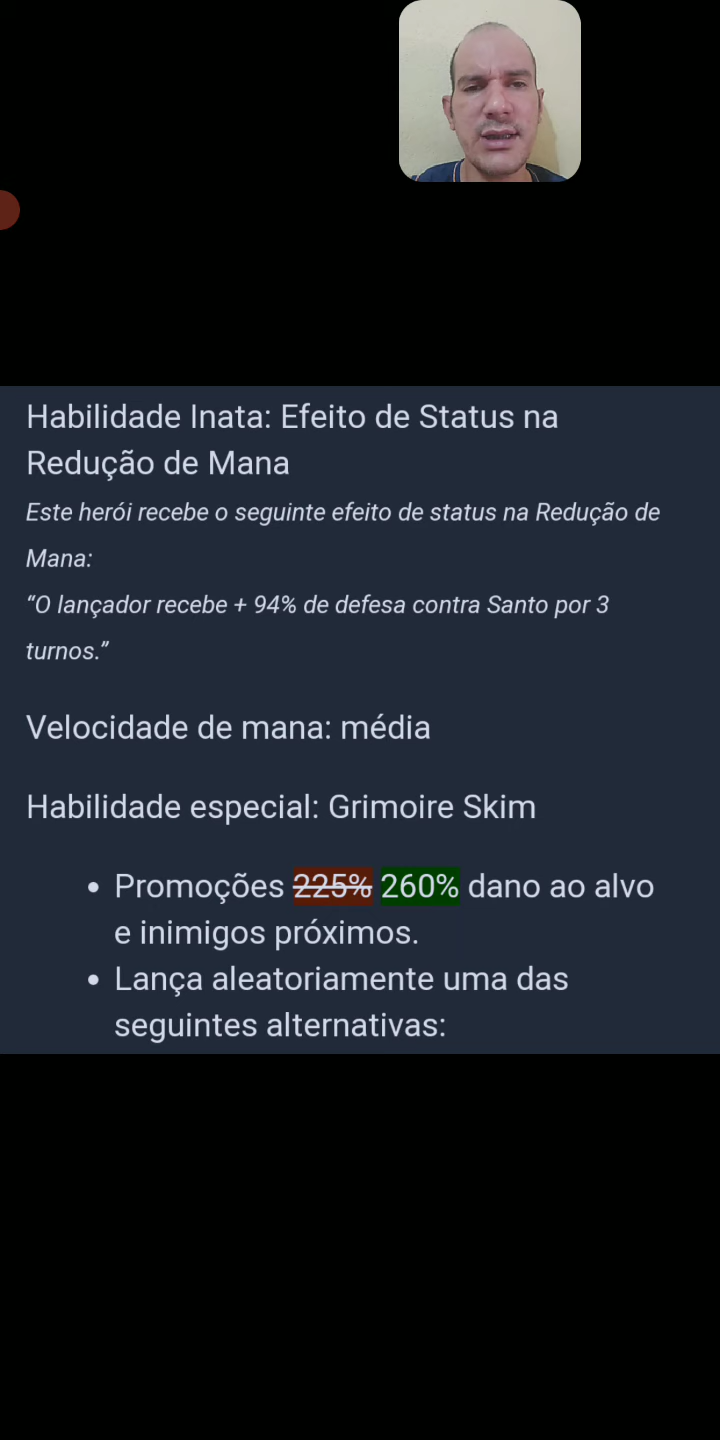 Habilidade Inata: Efeito de Status na
Redução de Mana
Este herói recebe o seguinte efeito de status na Redução de
Mana:
“O lançador recebe + 94% de defesa contra Santo por 3
turnos.”
Velocidade de mana: média
Habilidade especial: Grimoire Skim
• Promoções 225% 260% dano ao alvo
e inimigos próximos.
• Lança aleatoriamente uma das
seguintes alternativas: